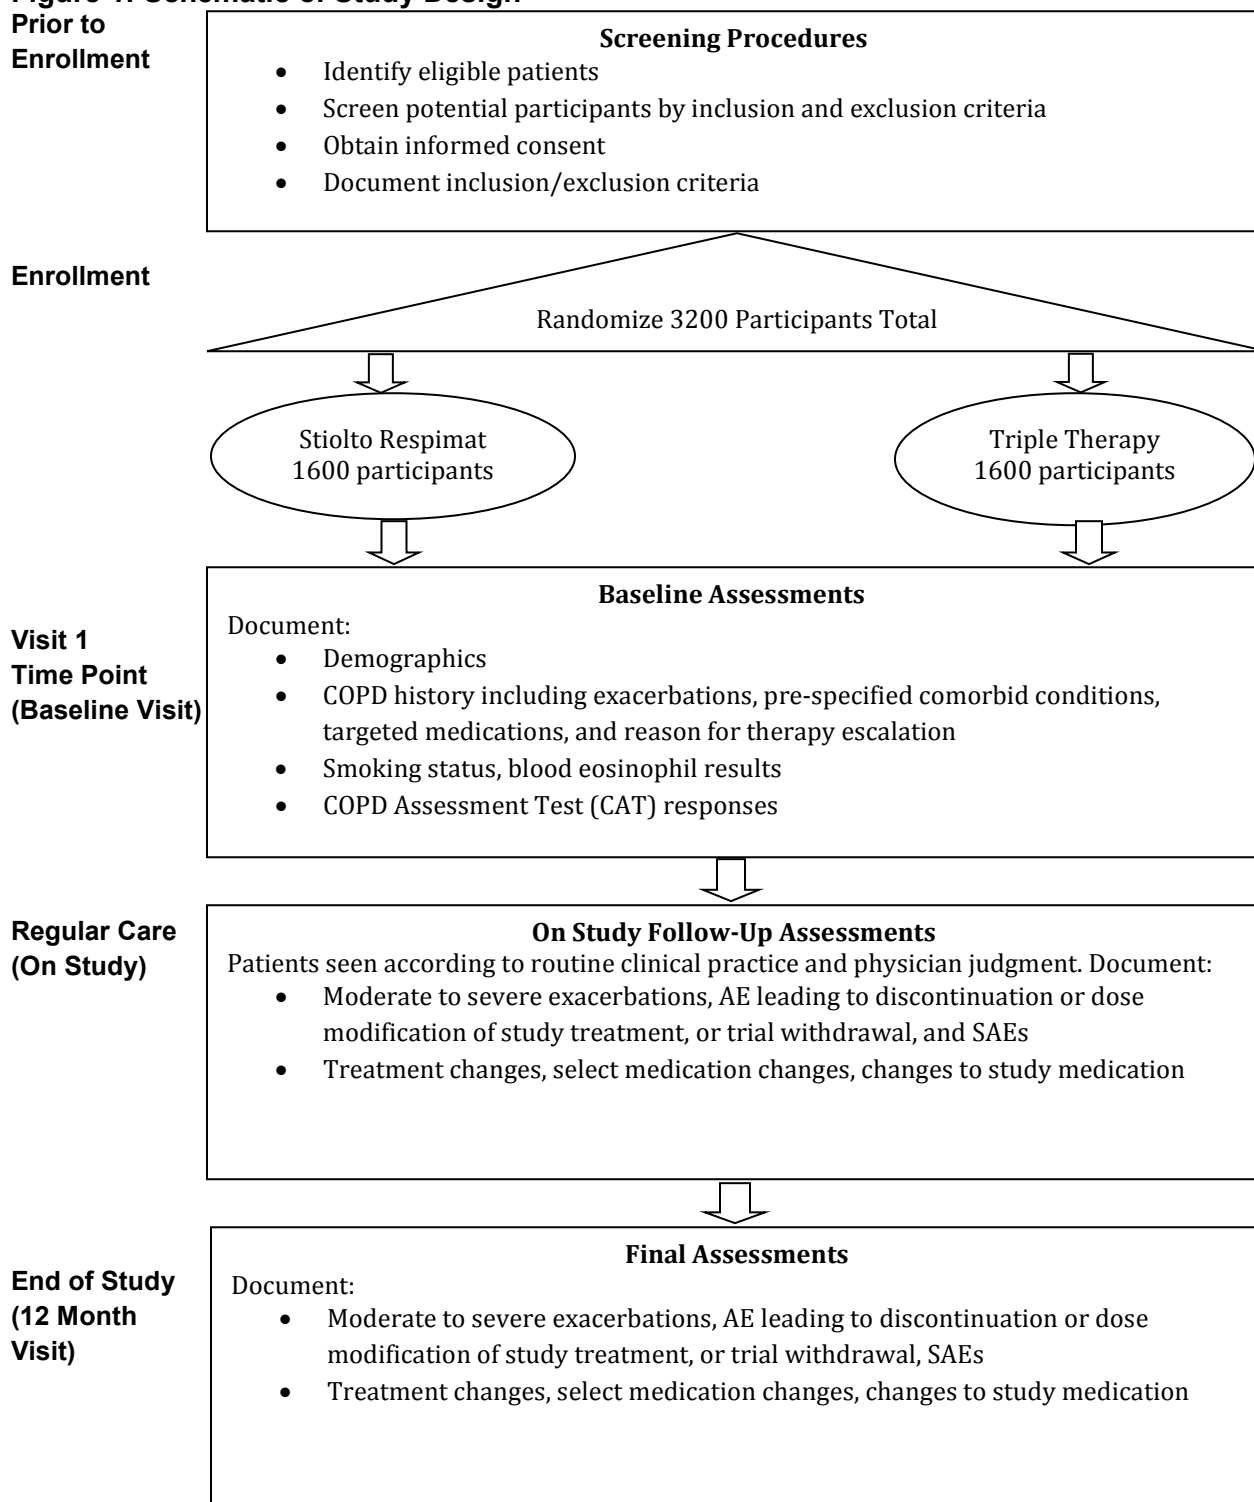 Figure 1. Schematic of Study Design
Prior to
Enrollment
Screening Procedures
• Identify eligible patients
• Screen potential participants by inclusion and exclusion criteria
• Obtain informed consent
• Document inclusion/exclusion criteria
Enrollment
Randomize 3200 Participants Total
Stiolto Respimat
1600 participants
Triple Therapy
1600 participants
Visit 1
Time Point
(Baseline Visit)
Baseline Assessments
Document:
• Demographics
• COPD history including exacerbations, pre-specified comorbid conditions,
targeted medications, and reason for therapy escalation
• Smoking status, blood eosinophil results
• COPD Assessment Test (CAT) responses
Regular Care
(On Study)
On Study Follow-Up Assessments
Patients seen according to routine clinical practice and physician judgment. Document:
• Moderate to severe exacerbations, AE leading to discontinuation or dose
modification of study treatment, or trial withdrawal, and SAEs
• Treatment changes, select medication changes, changes to study medication
End of Study
(12 Month
Visit)
Final Assessments
Document:
• Moderate to severe exacerbations, AE leading to discontinuation or dose
modification of study treatment, or trial withdrawal, SAEs
• Treatment changes, select medication changes, changes to study medication